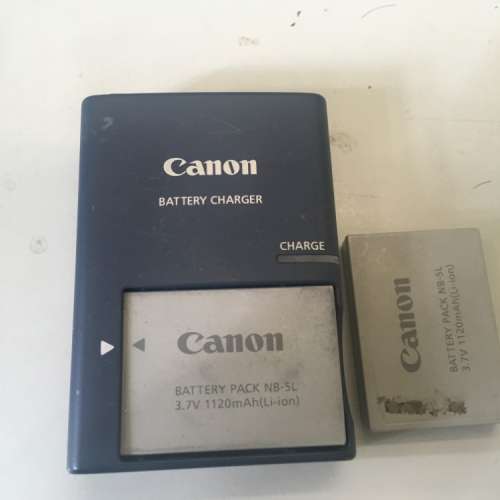 Canon
BATTERY CHARGER
CHARGE
Canon
BATTERY PACK NB-5L
3.7V 1120mAh(Li-ion)
Canon
BATTERY PACK NB-5L
3.7V 1120mAh(Li-ion)